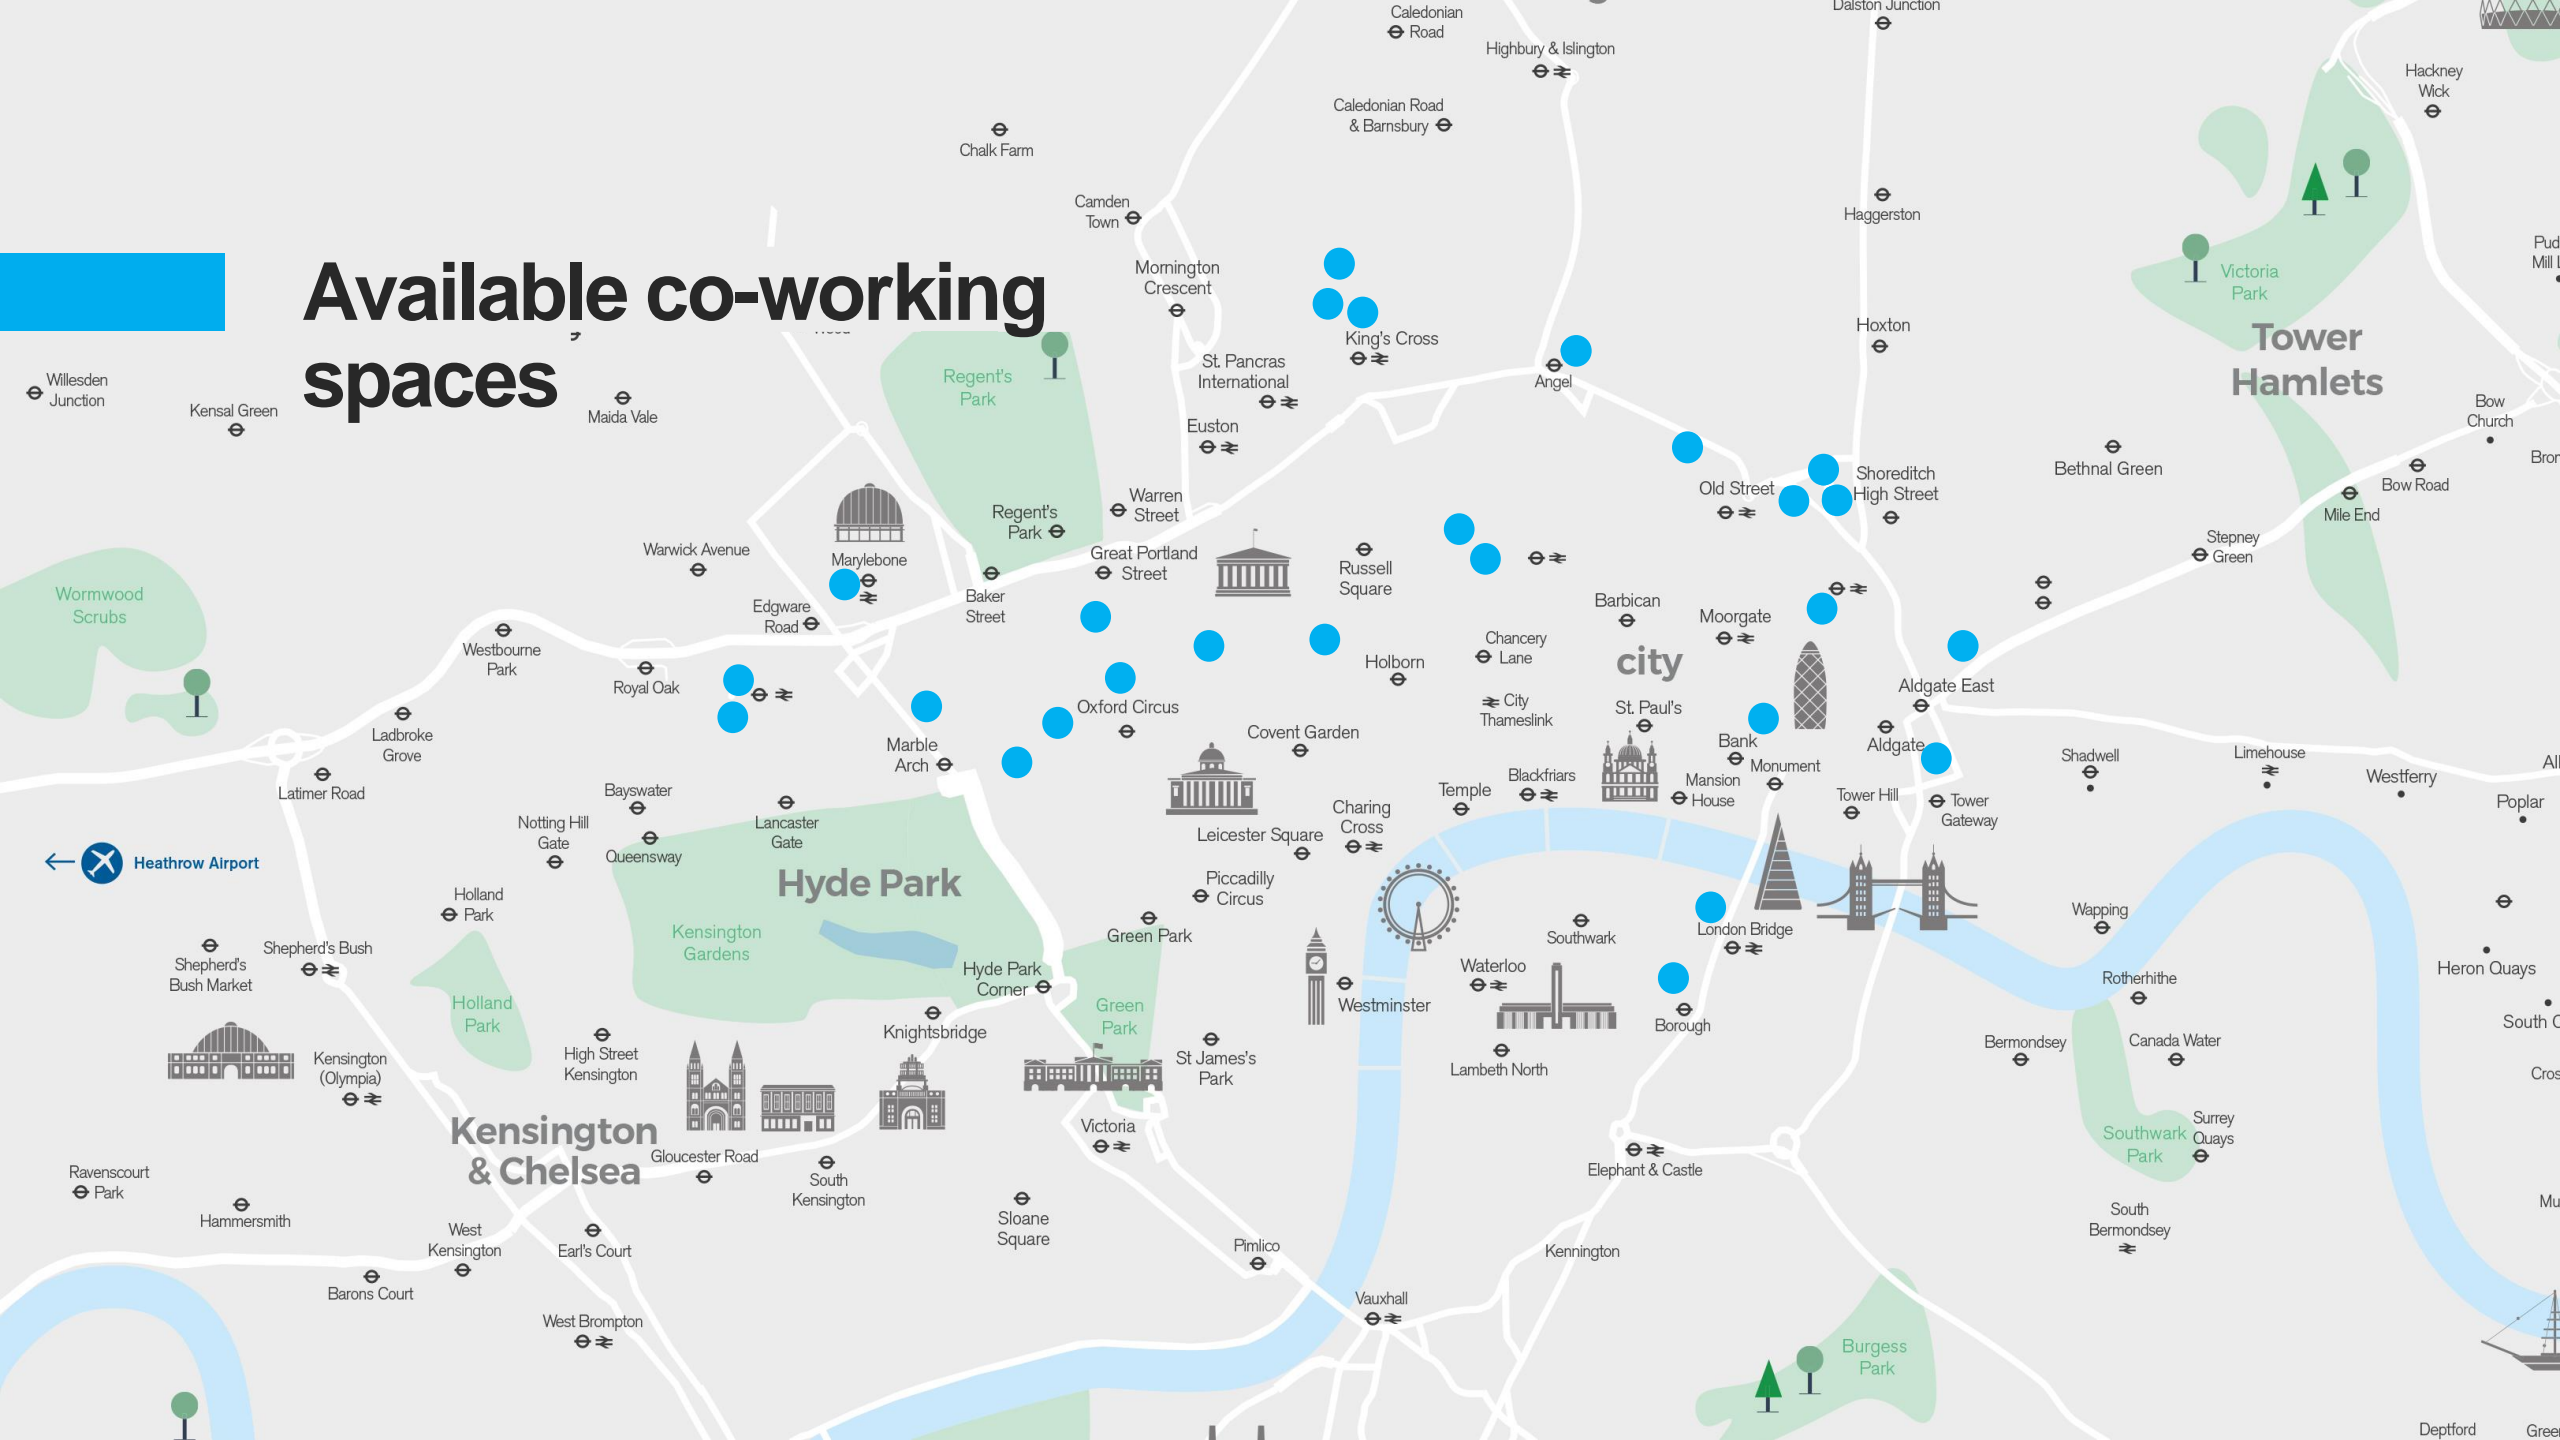 Available co-working
spaces
Caledonian
Road
Highbury & Islington
Dalston Junction
Hackney
Wick
Caledonian Road
& Barnsbury
Chalk Farm
Camden
Town
Haggerston
Mornington
Crescent
Victoria
Park
Tower
Hamlets
Hoxton
King's Cross
St. Pancras
International
Angel
Euston
Regent's
Park
Willesden
Junction
Kensal Green
Maida Vale
Bow
Church
Bow Road
Bethnal Green
Mile End
Shoreditch
High Street
Old Street
Stepney
Green
Warren
Street
Regent's
Park
Great Portland
Street
Russell
Square
Warwick Avenue
Marylebone
Baker
Street
Edgware
Road
Wormwood
Scrubs
Westbourne
Park
Royal Oak
Barbican
Moorgate
Chancery
Lane
city
Holborn
City
Thameslink
St. Paul's
Aldgate East
Aldgate
Bank
Monument
Mansion
House
Oxford Circus
Covent Garden
Marble
Arch
Ladbroke
Grove
Latimer Road
Bayswater
Lancaster
Gate
Notting Hill
Gate
Queensway
Temple
Blackfriars
Charing
Cross
Leicester Square
Tower Hill
Tower
Gateway
Shadwell
Limehouse
Westferry
Poplar
Heathrow Airport
Hyde Park
Piccadilly
Circus
Holland
Park
Green Park
Kensington
Gardens
Hyde Park
Corner
Shepherd's
Bush Market
Shepherd's Bush
Holland
Park
Green
Park
Southwark
London Bridge
Waterloo
Westminster
Borough
Lambeth North
Wapping
Rotherhithe
Heron Quays
Bermondsey
Canada Water
Knightsbridge
High Street
Kensington
Kensington
(Olympia)
St James's
Park
Victoria
Kensington
& Chelsea
Gloucester Road
South
Kensington
Southwark
Park
Surrey
Quays
Elephant & Castle
Ravenscourt
Park
Hammersmith
West
Kensington
Earl's Court
Barons Court
Sloane
Square
Pimlico
Kennington
South
Bermondsey
Vauxhall
West Brompton
Burgess
Park
Deptford